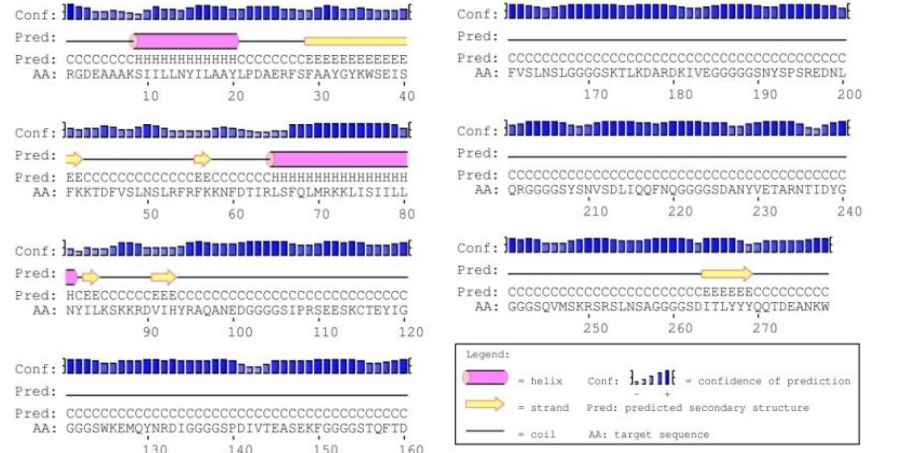 Conf:
Pred:
Pred: CCCCCCCCHHHHHHHHHHHHCCCCCCCCEEEEEEEEEEEE
AA: RGDEAAAKSIILLNYILAAYLPDAERFSFAAYGYKWSEIS
10 20 30 40
Conf:
Pred:
Pred: EECCCCCCCCCCCCCEECCCCCCCHHHHHHHHHHHHHHHH
AA: FKKTDFVSLNSLRFRFKKNFDTIRLSFQLMRKKLISIILL
50 60 70 80
Conf:
Pred:
Pred: HCEECCCCCCEEECCCCCCCCCCCCCCCCCCCCCCCCCCC
AA: NYILKSKKRDVIHYRAQANEDGGGGSIPRSEESKCTEYIG
90 100 110 120
Conf:
Pred:
Pred: CCCCCCCCCCCCCCCCCCCCCCCCCCCCCCCCCCCCCCCC
AA: GGGSWKEMQYNRDIGGGGSPDIVTEASEKFGGGGSTQFTD
130 140 150 160
Conf:
Pred:
Pred: CCCCCCCCCCCCCCCCCCCCCCCCCCCCCCCCCCCCCCCC
AA: FVSLNSLGGGGSKTLKDARDKIVEGGGGGSNYSPSREDNL
170 180 190 200
Conf:
Pred:
Pred: CCCCCCCCCCCCCCCCCCCCCCCCCCCCCCCCCCCCCCCC
AA: QRGGGGSYSNVSDLIQQFNQGGGGSDANYVETARNTIDYG
210 220 230 240
Conf:
Pred:
Pred: CCCCCCCCCCCCCCCCCCCCCCCEEEEEECCCCCCCCC
AA: GGGSQVMSKRSRSLNSAGGGGSDITLYYYQQTDEANKW
250 260 270
Legend:
= helix Conf: = confidence of prediction
- +
= strand Pred: predicted secondary structure
= coil AA: target sequence